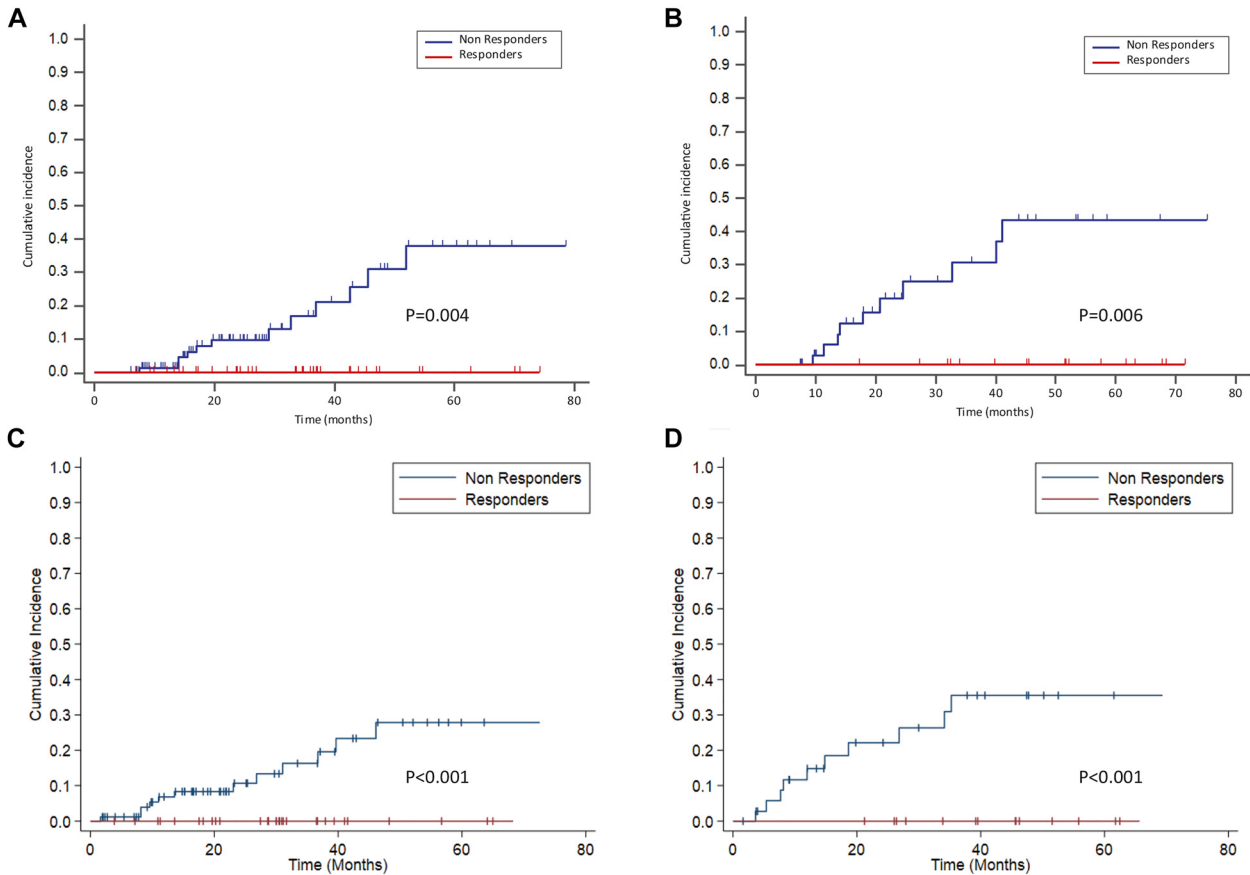 A
Non Responders
Responders
1.0
0.9
0.8
0.7
0.6
0.5
0.4
0.3
0.2
0.1
0.0
Cumulative incidence
P=0.004
0 20 40 60 80
Time (months)
B
Non Responders
Responders
1.0
0.9
0.8
0.7
0.6
0.5
0.4
0.3
0.2
0.1
0.0
Cumulative incidence
P=0.006
0 10 20 30 40 50 60 70 80
Time (months)
C
Non Responders
Responders
1.0
0.9
0.8
0.7
0.6
0.5
0.4
0.3
0.2
0.1
0.0
Cumulative Incidence
P<0.001
0 20 40 60 80
Time (Months)
D
Non Responders
Responders
1.0
0.9
0.8
0.7
0.6
0.5
0.4
0.3
0.2
0.1
0.0
Cumulative Incidence
P<0.001
0 20 40 60 80
Time (Months)